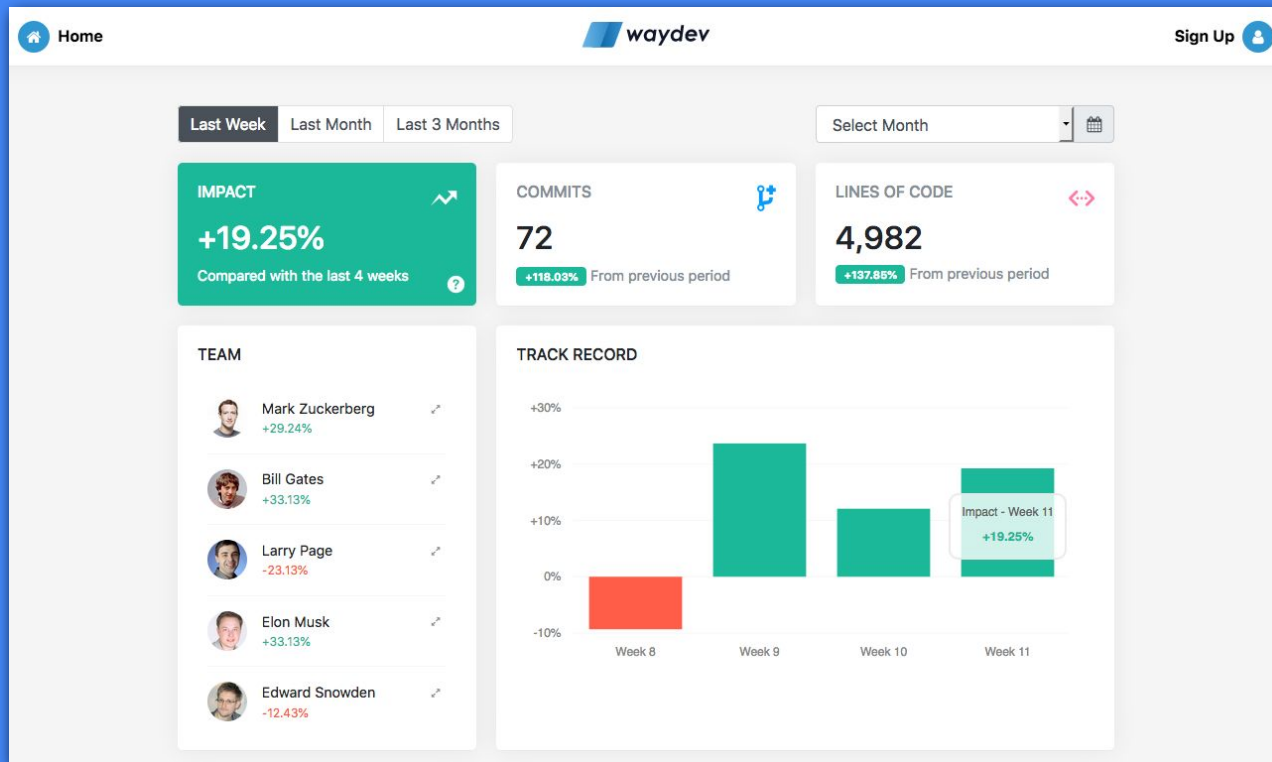 Home
waydev
Sign Up
Last Week
Last Month
Last 3 Months
Select Month
IMPACT
+19.25%
Compared with the last 4 weeks
?
COMMITS
72
+118.03% From previous period
LINES OF CODE
4,982
+137.85% From previous period
TEAM
Mark Zuckerberg
+29.24%
Bill Gates
+33.13%
Larry Page
-23.13%
Elon Musk
+33.13%
Edward Snowden
-12.43%
TRACK RECORD
+30%
+20%
+10%
0%
-10%
Impact - Week 11
+19.25%
Week 8
Week 9
Week 10
Week 11